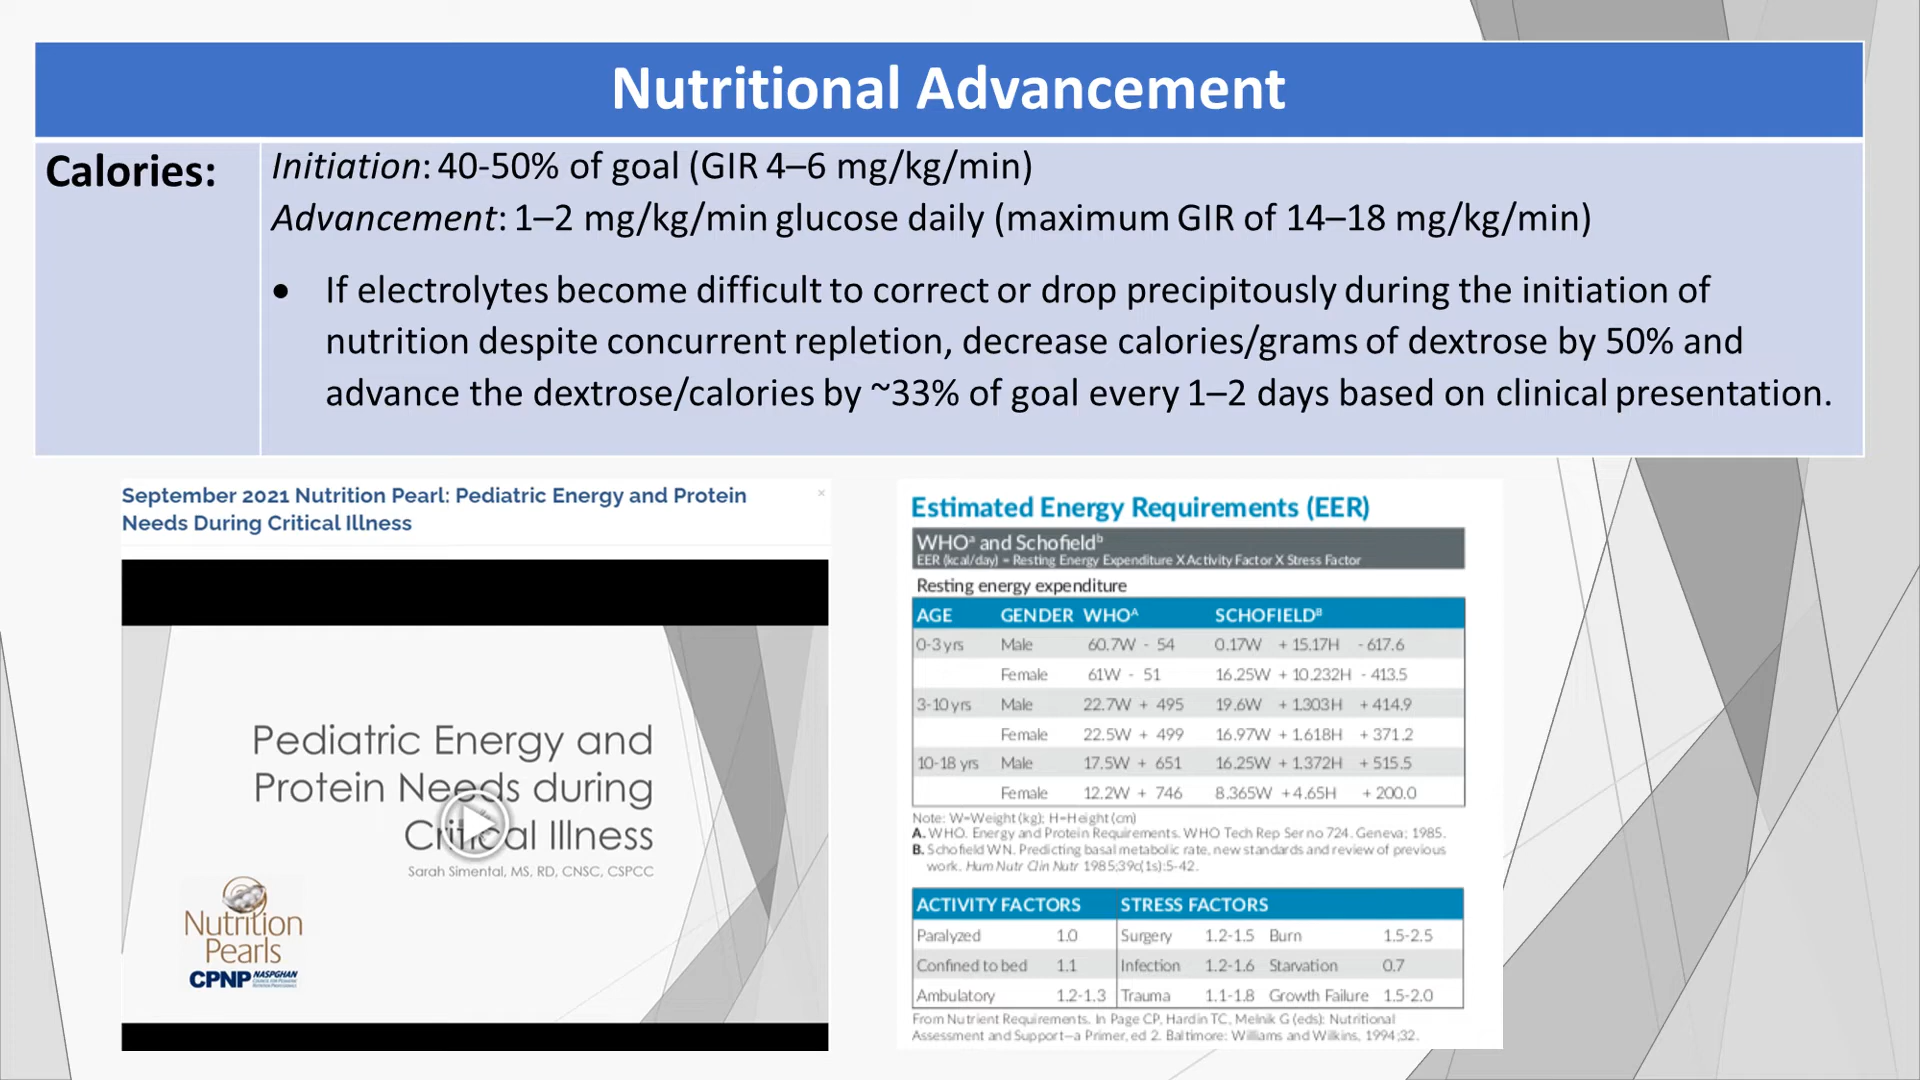 Nutritional Advancement
Calories:
Initiation: 40-50% of goal (GIR 4–6 mg/kg/min)
Advancement: 1–2 mg/kg/min glucose daily (maximum GIR of 14–18 mg/kg/min)
• If electrolytes become difficult to correct or drop precipitously during the initiation of
nutrition despite concurrent repletion, decrease calories/grams of dextrose by 50% and
advance the dextrose/calories by ~33% of goal every 1–2 days based on clinical presentation.
September 2021 Nutrition Pearl: Pediatric Energy and Protein
Needs During Critical Illness
×
Pediatric Energy and
Protein Needs during
Critical Illness
Sarah Simental, MS, RD, CNSC, CSPCC
Nutrition
Pearls
CPNP NASPGHAN
Estimated Energy Requirements (EER)
WHOᵃ and Schofieldᵇ
EER (kcal/day) = Resting Energy Expenditure X Activity Factor X Stress Factor
Resting energy expenditure
AGE GENDER WHOᴬ SCHOFIELDᴮ
0-3 yrs Male 60.7W - 54 0.17W + 15.17H - 617.6
Female 61W - 51 16.25W + 10.232H - 413.5
3-10 yrs Male 22.7W + 495 19.6W + 1.303H + 414.9
Female 22.5W + 499 16.97W + 1.618H + 371.2
10-18 yrs Male 17.5W + 651 16.25W + 1.372H + 515.5
Female 12.2W + 746 8.365W + 4.65H + 200.0
Note: W=Weight (kg); H=Height (cm)
A. WHO. Energy and Protein Requirements. WHO Tech Rep Ser no 724. Geneva; 1985.
B. Schofield WN. Predicting basal metabolic rate, new standards and review of previous
work. Hum Nutr Clin Nutr 1985;39c(1s):5-42.
ACTIVITY FACTORS STRESS FACTORS
Paralyzed 1.0 Surgery 1.2-1.5 Burn 1.5-2.5
Confined to bed 1.1 Infection 1.2-1.6 Starvation 0.7
Ambulatory 1.2-1.3 Trauma 1.1-1.8 Growth Failure 1.5-2.0
From Nutrient Requirements. In Page CP, Hardin TC, Melnik G (eds): Nutritional
Assessment and Support—a Primer, ed 2. Baltimore: Williams and Wilkins, 1994;32.